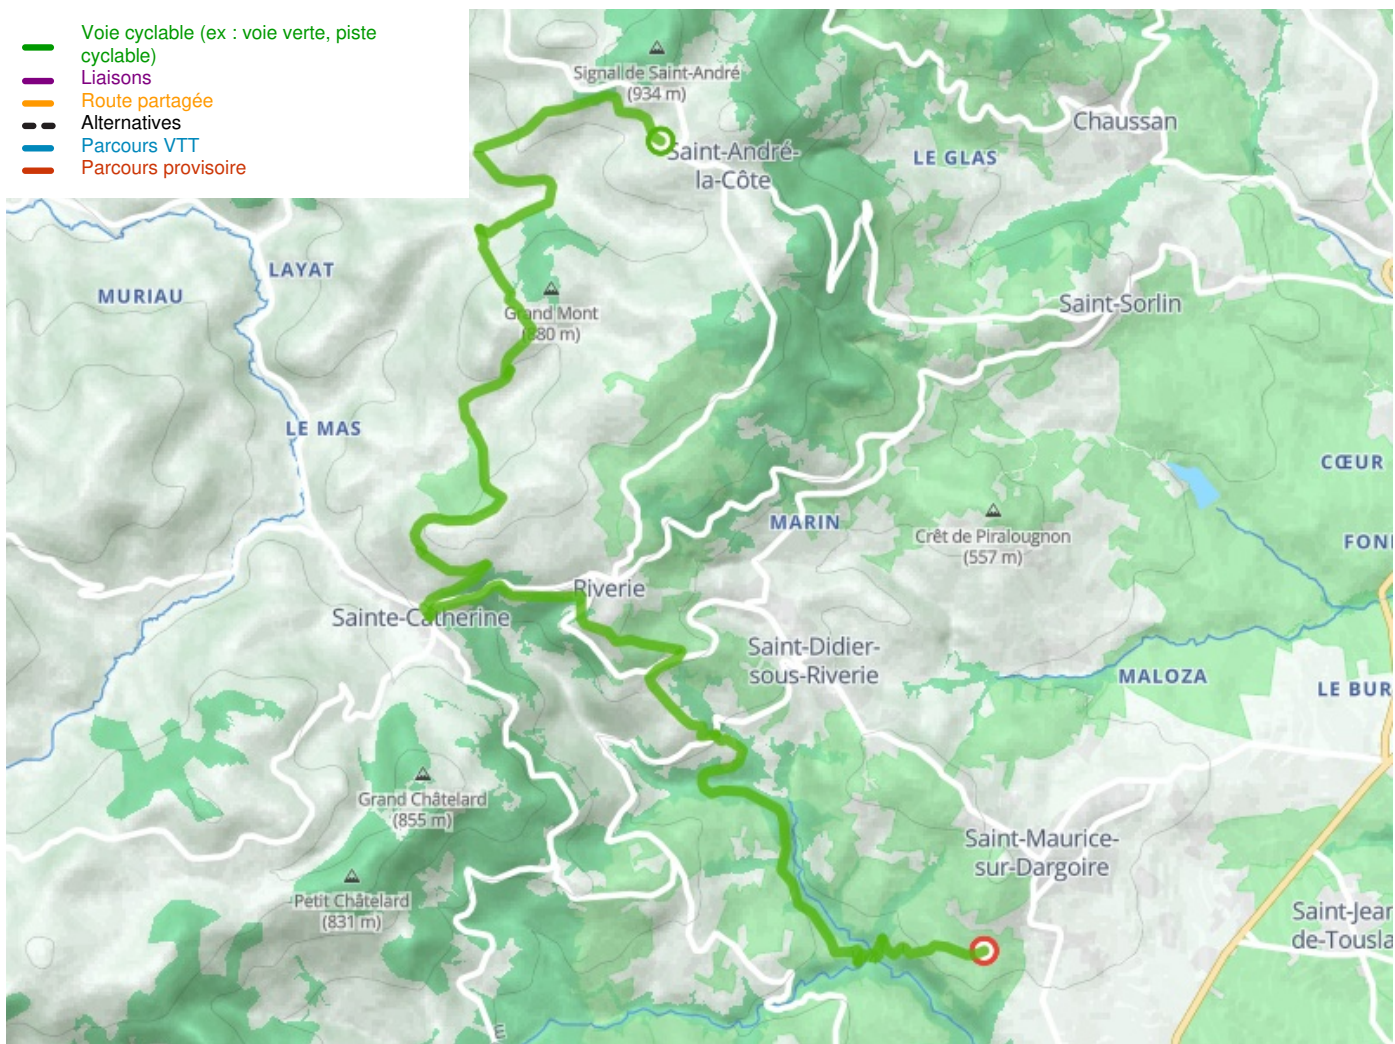 Voie cyclable (ex : voie verte, piste
cyclable)
Liaisons
Route partagée
Alternatives
Parcours VTT
Parcours provisoire
Signal de Saint-André
(934 m)
Chaussan
Saint-André-
la-Côte
LE GLAS
LAYAT
MURIAU
Grand Mont
(880 m)
Saint-Sorlin
LE MAS
CŒUR
MARIN
Crêt de Piralougnon
(557 m)
FON
Riverie
Sainte-Catherine
Saint-Didier-
sous-Riverie
MALOZA
LE BUR
Grand Châtelard
(855 m)
Saint-Maurice-
sur-Dargoire
Petit Châtelard
(831 m)
Saint-Jean
de-Tousla